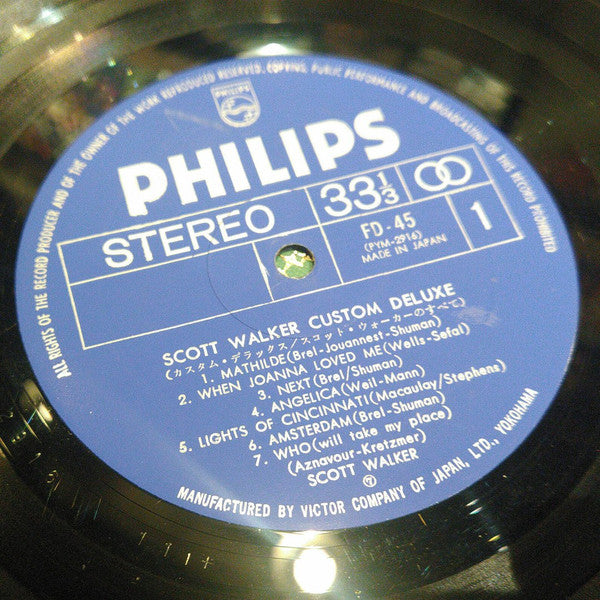 ALL RIGHTS OF THE RECORD PRODUCER AND OF THE OWNER OF THE WORK REPRODUCED RESERVED. COPYING, PUBLIC PERFORMANCE AND BROADCASTING OF THIS RECORD PROHIBITED
PHILIPS
PHILIPS
STEREO
33 1/3
FD-45
(PYM-2916)
MADE IN JAPAN
1
SCOTT WALKER CUSTOM DELUXE
(カスタム・デラックス/スコット・ウォーカーのすべて)
1. MATHILDE(Brel-Jouannest-Shuman)
2. WHEN JOANNA LOVED ME(Wells-Sefal)
3. NEXT(Brel/Shuman)
4. ANGELICA(Weil-Mann)
5. LIGHTS OF CINCINNATI(Macaulay/Stephens)
6. AMSTERDAM(Brel-Shuman)
7. WHO(will take my place)
(Aznavour-Kretzmer)
SCOTT WALKER
MANUFACTURED BY VICTOR COMPANY OF JAPAN, LTD., YOKOHAMA